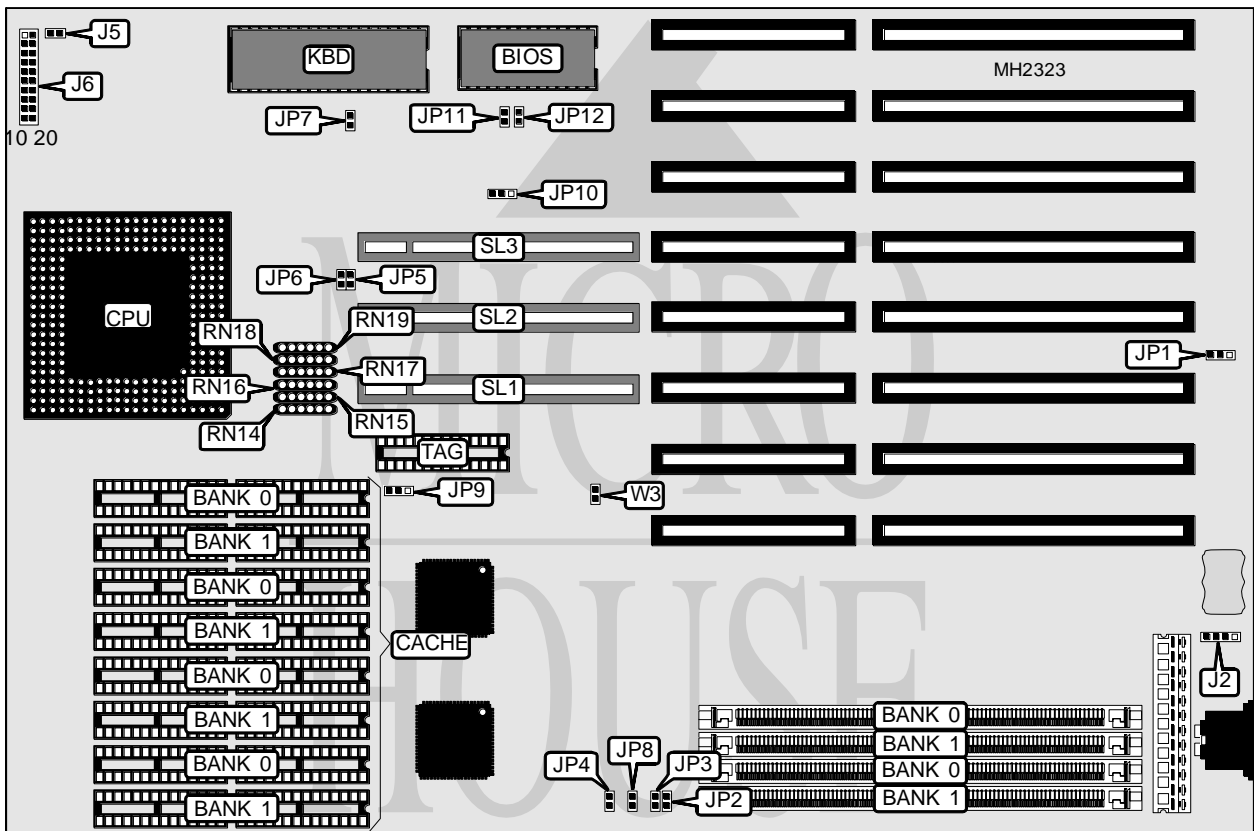 J5
KBD
BIOS
MH2323
J6
JP7
JP11
JP12
10 20
JP10
SL3
JP6
JP5
CPU
RN18
RN19
SL2
JP1
RN17
RN16
SL1
RN15
RN14
TAG
BANK 0
JP9
W3
BANK 1
BANK 0
BANK 1
CACHE
BANK 0
BANK 1
BANK 0
BANK 1
J2
BANK 0
BANK 1
BANK 0
BANK 1
JP4
JP8
JP3
JP2
MICRO
HOUSE